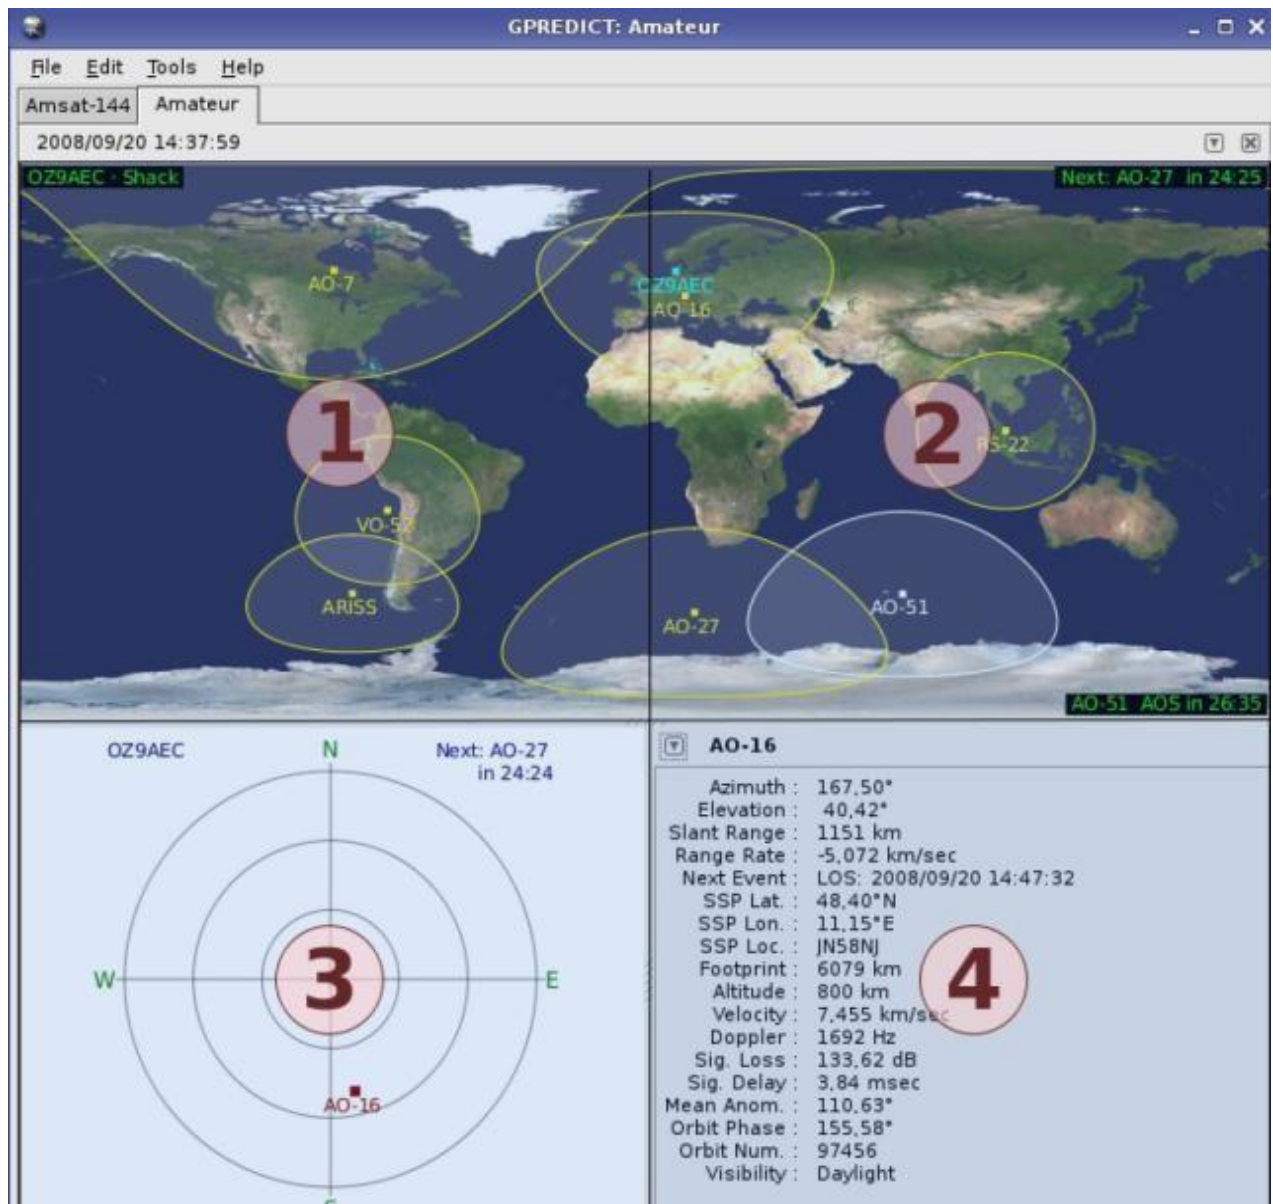 GPREDICT: Amateur
File Edit Tools Help
Amsat-144 Amateur
2008/09/20 14:37:59
OZ9AEC - Shack
Next: AO-27 in 24:25
AO-7
OZ9AEC
AO-16
1
2
RS-22
VO-52
ARISS
AO-27
AO-51
AO-51 AOS in 26:35
OZ9AEC
N
Next: AO-27
in 24:24
W
3
E
AO-16
AO-16
Azimuth : 167,50°
Elevation : 40,42°
Slant Range : 1151 km
Range Rate : -5,072 km/sec
Next Event : LOS: 2008/09/20 14:47:32
SSP Lat. : 48,40°N
SSP Lon. : 11,15°E
SSP Loc. : JN58NJ
Footprint : 6079 km
Altitude : 800 km
Velocity : 7,455 km/sec
Doppler : 1692 Hz
Sig. Loss : 133,62 dB
Sig. Delay : 3,84 msec
Mean Anom. : 110,63°
Orbit Phase : 155,58°
Orbit Num. : 97456
Visibility : Daylight
4